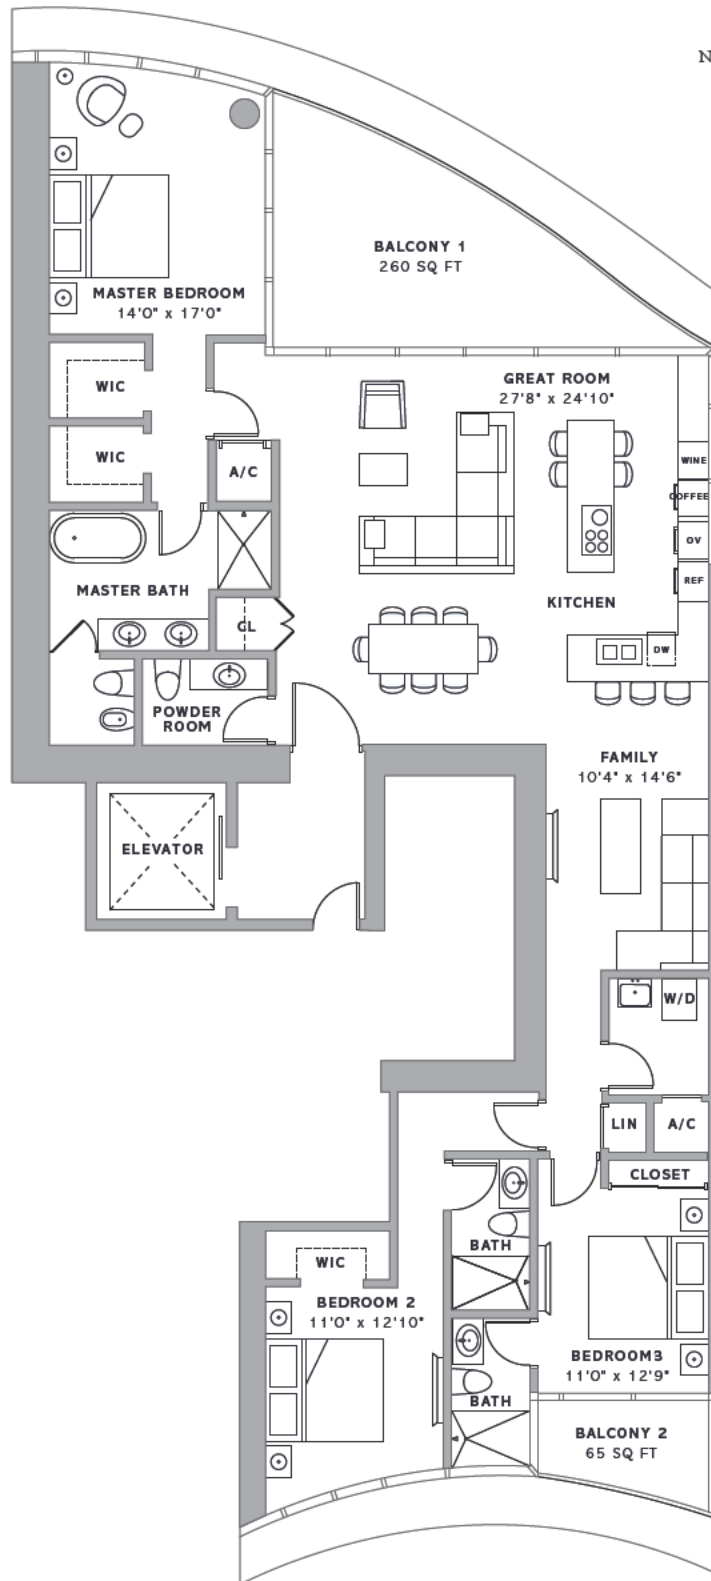 N
BALCONY 1
260 SQ FT
MASTER BEDROOM
14'0" x 17'0"
GREAT ROOM
27'8" x 24'10"
WIC
WIC
A/C
WINE
COFFEE
OV
REF
MASTER BATH
KITCHEN
CL
DW
POWDER
ROOM
FAMILY
10'4" x 14'6"
ELEVATOR
W/D
LIN
A/C
CLOSET
BATH
WIC
BEDROOM 2
11'0" x 12'10"
BEDROOM3
11'0" x 12'9"
BATH
BALCONY 2
65 SQ FT